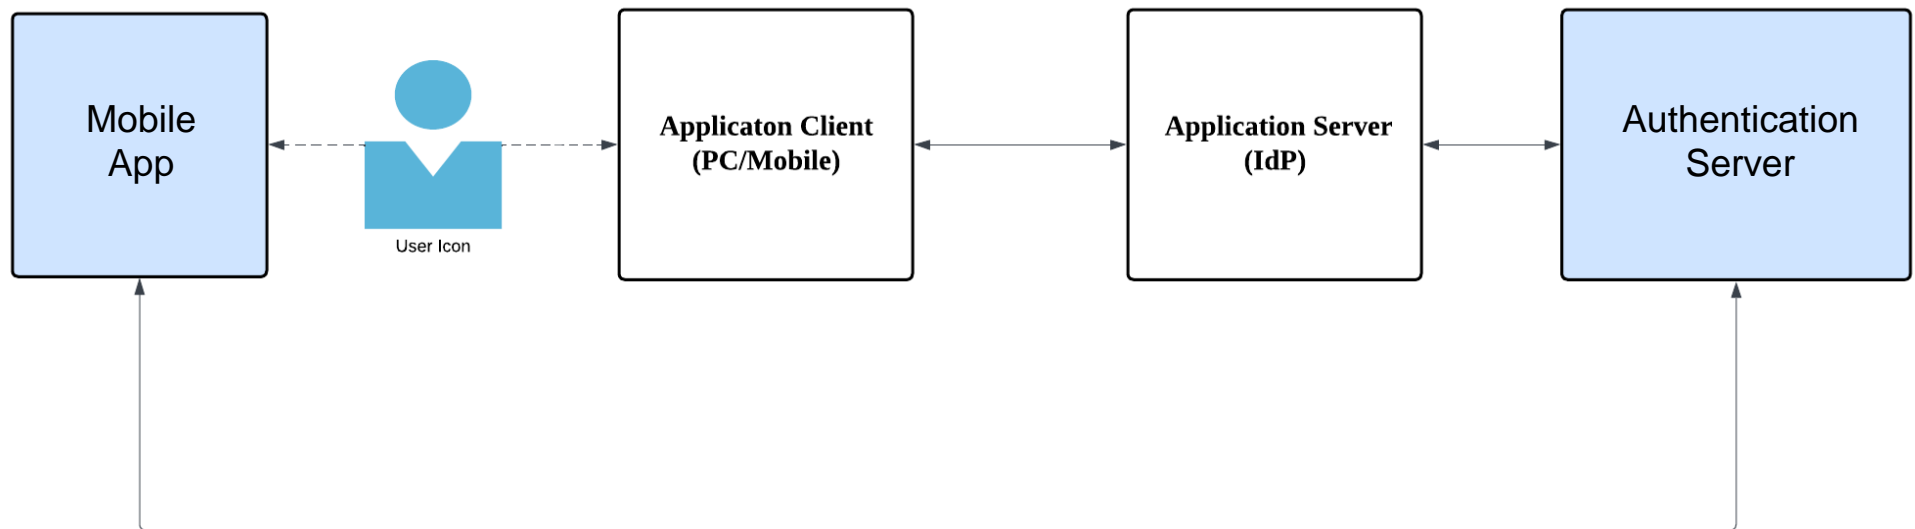 Mobile
App
User Icon
Applicaton Client
(PC/Mobile)
Application Server
(IdP)
Authentication
Server